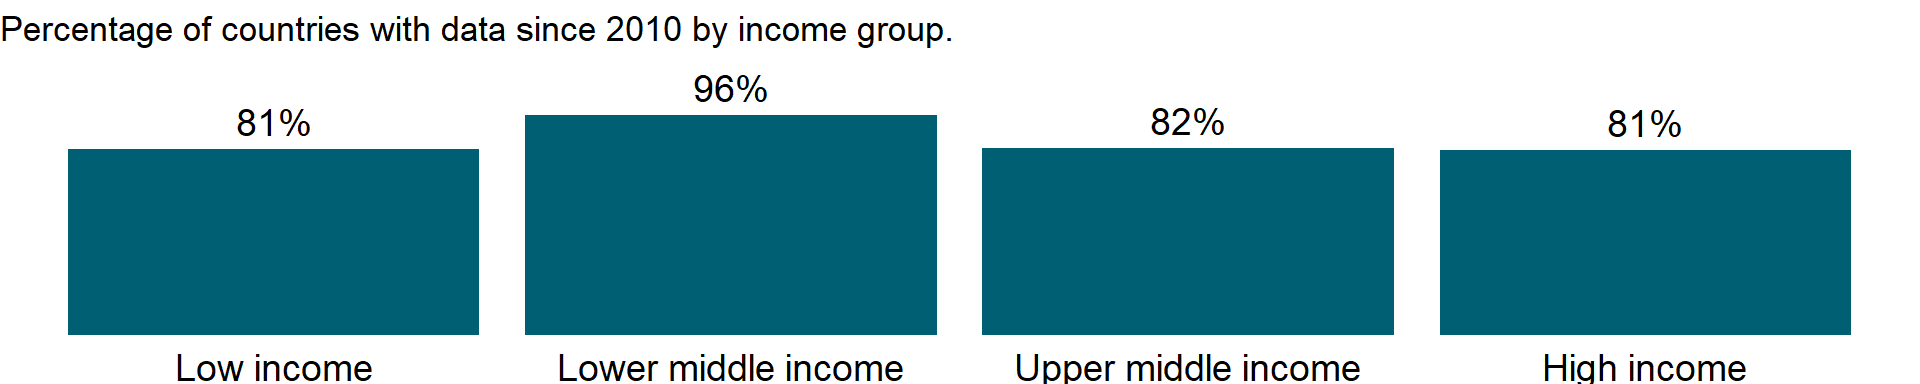 Percentage of countries with data since 2010 by income group.
96%
81%
82%
81%
Low income
Lower middle income
Upper middle income
High income